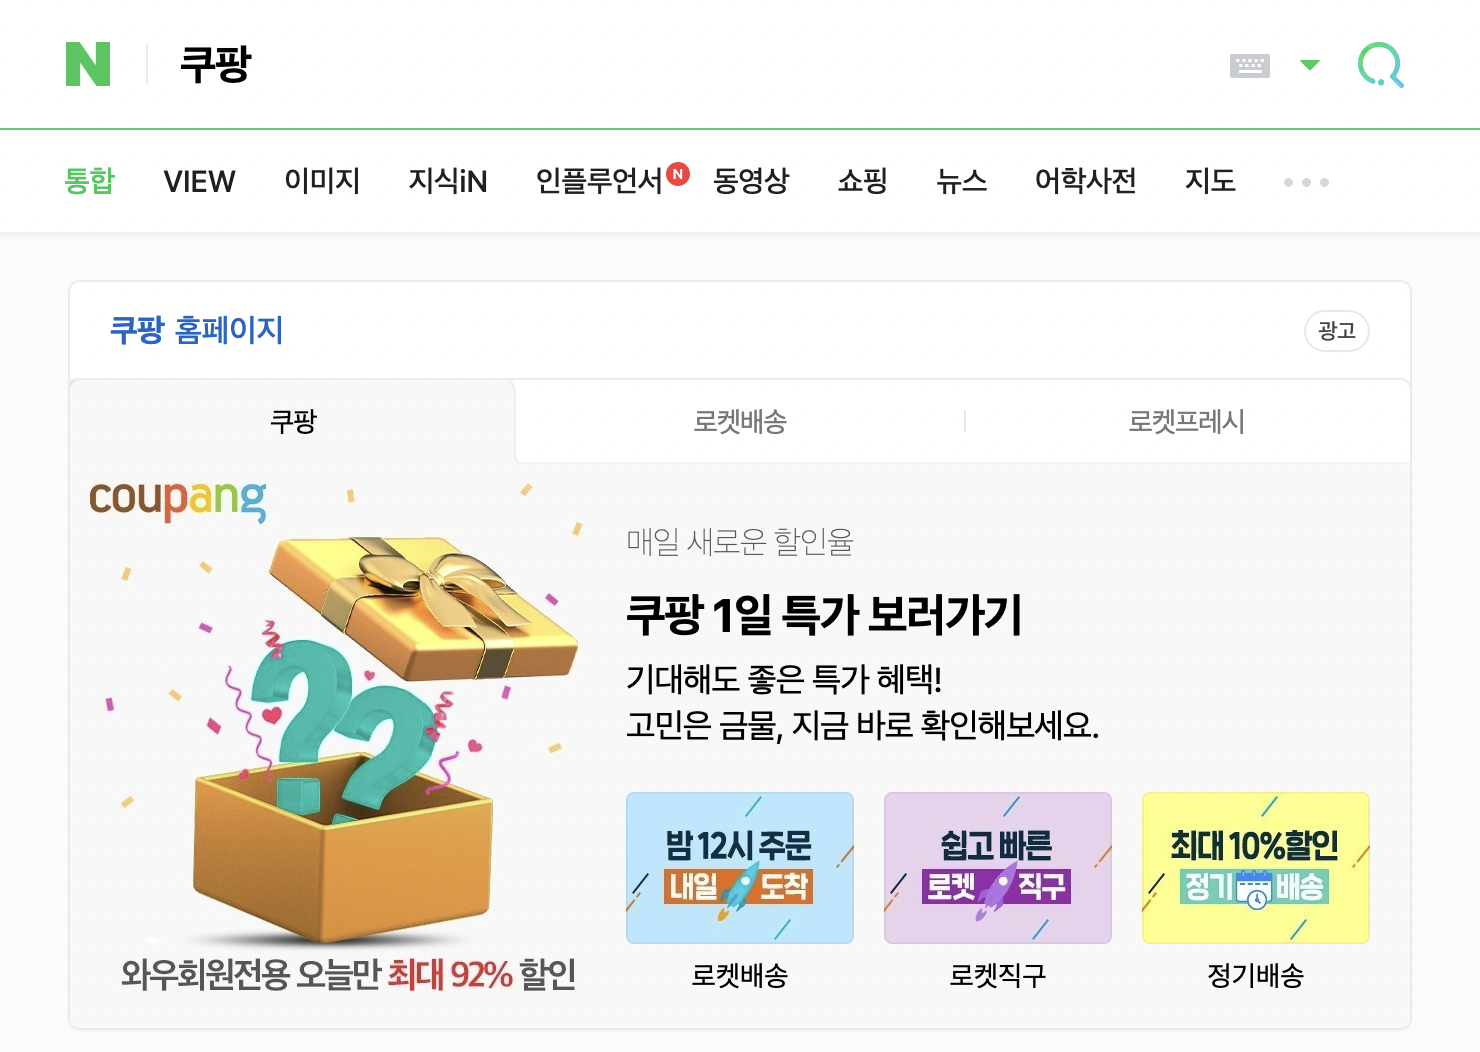 N 쿠팡
통합 VIEW 이미지 지식iN 인플루언서 N 동영상 쇼핑 뉴스 어학사전 지도
쿠팡 홈페이지 광고
쿠팡 로켓배송 로켓프레시
coupang
매일 새로운 할인율
쿠팡 1일 특가 보러가기
기대해도 좋은 특가 혜택!
고민은 금물, 지금 바로 확인해보세요.
와우회원전용 오늘만 최대 92% 할인
밤 12시 주문
내일 도착
로켓배송
쉽고 빠른
로켓 직구
로켓직구
최대 10%할인
정기 배송
정기배송